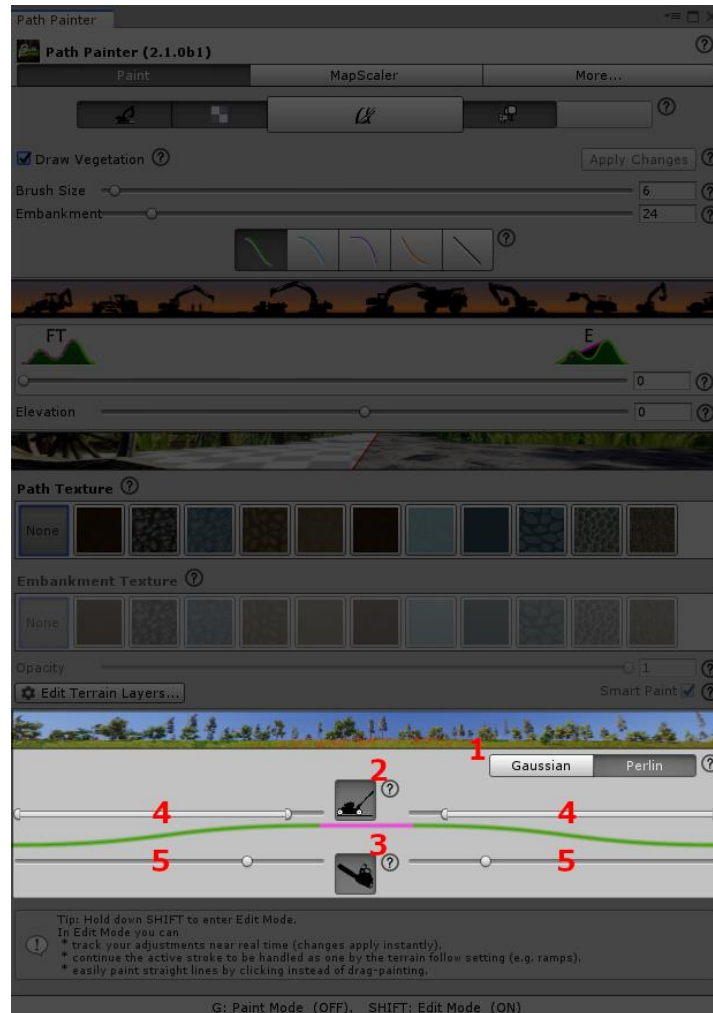 Path Painter
Path Painter (2.1.0b1)
Paint MapScaler More...
Draw Vegetation
Apply Changes
Brush Size 6
Embankment 24
FT E
0
Elevation 0
Path Texture
None
Embankment Texture
None
Opacity 1
Edit Terrain Layers... Smart Paint
1
Gaussian Perlin
2
4 4
3
5 5
Tip: Hold down SHIFT to enter Edit Mode.
In Edit Mode you can
* track your adjustments near real time (changes apply instantly).
* continue the active stroke to be handled as one by the terrain follow setting (e.g. ramps).
* easily paint straight lines by clicking instead of drag-painting.
G: Paint Mode (OFF), SHIFT: Edit Mode (ON)